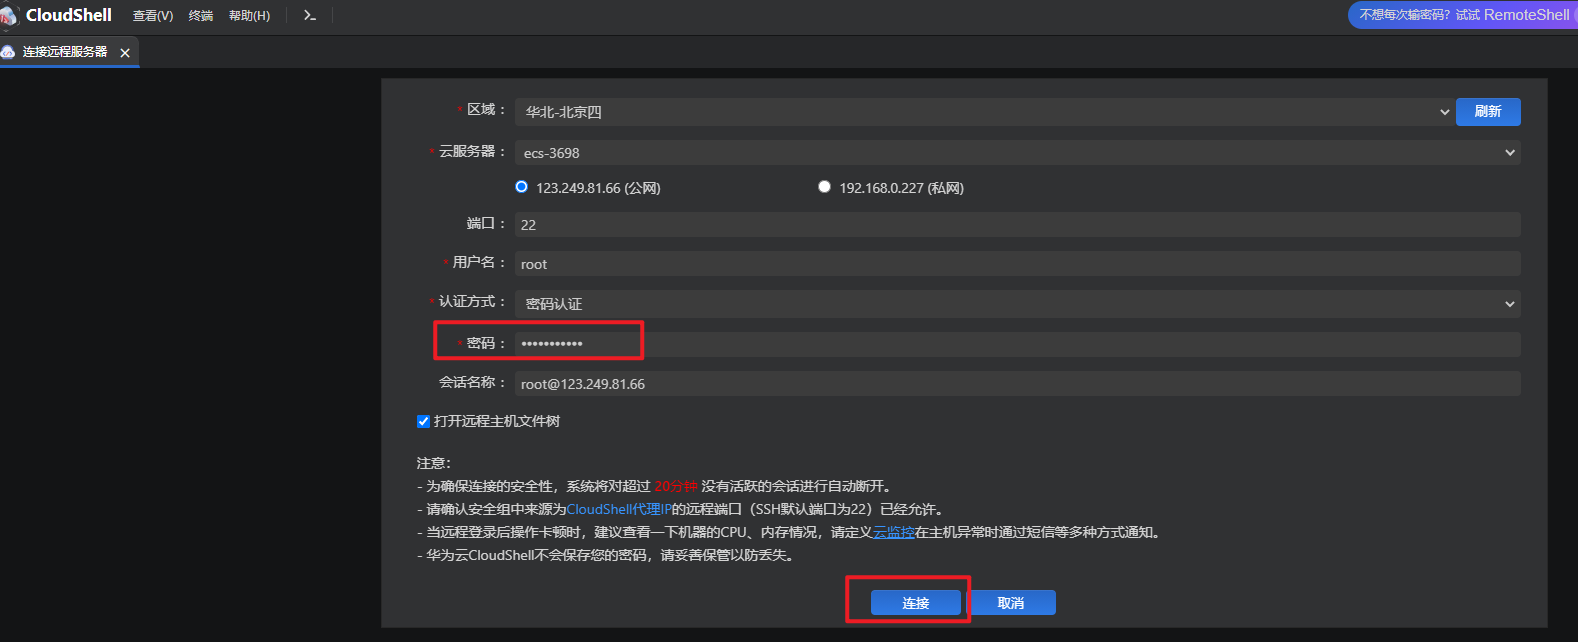 CloudShell 查看(V) 终端 帮助(H) 不想每次输密码？试试 RemoteShell
连接远程服务器
* 区域： 华北-北京四 刷新
* 云服务器： ecs-3698
123.249.81.66 (公网) 192.168.0.227 (私网)
端口： 22
* 用户名： root
* 认证方式： 密码认证
* 密码： •••••••••••
会话名称： root@123.249.81.66
打开远程主机文件树
注意：
- 为确保连接的安全性，系统将对超过 20分钟 没有活跃的会话进行自动断开。
- 请确认安全组中来源为CloudShell代理IP的远程端口（SSH默认端口为22）已经允许。
- 当远程登录后操作卡顿时，建议查看一下机器的CPU、内存情况，请定义云监控在主机异常时通过短信等多种方式通知。
- 华为云CloudShell不会保存您的密码，请妥善保管以防丢失。
连接 取消